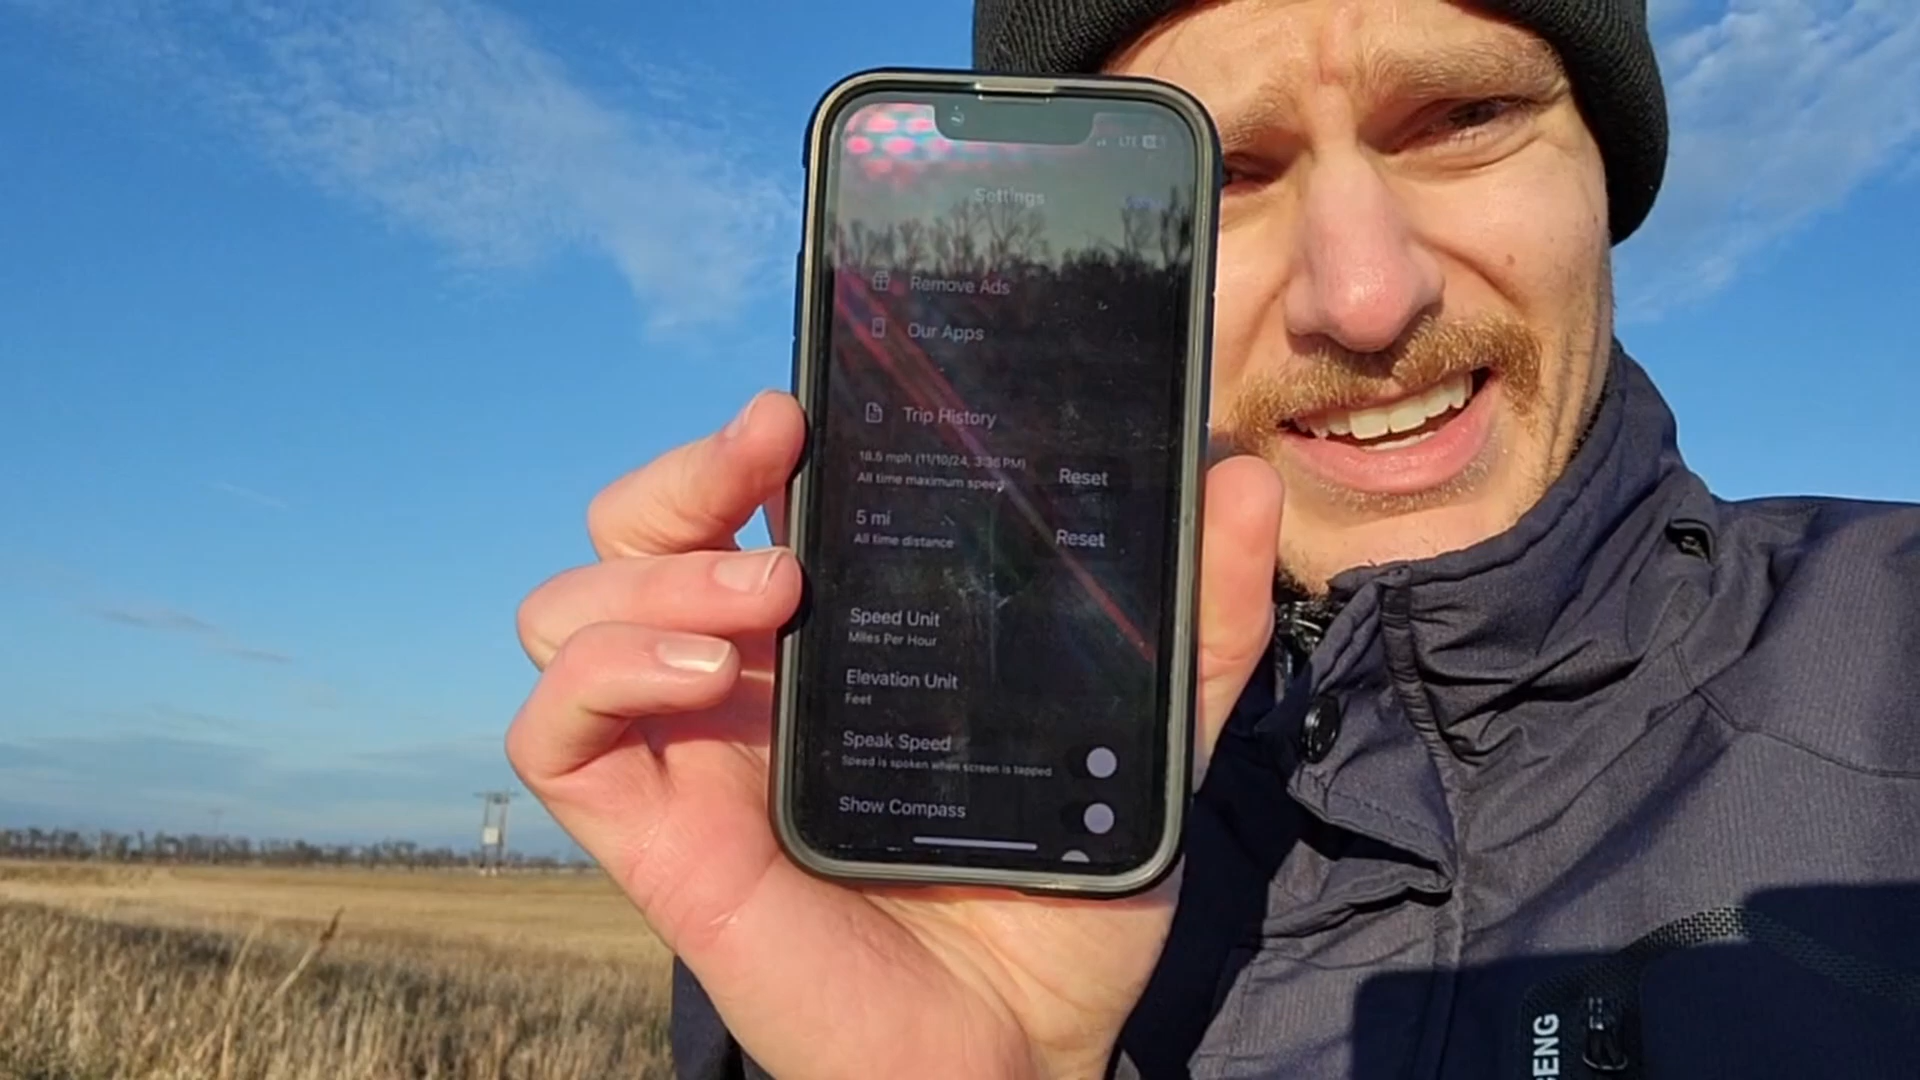 LTE
Settings
Remove Ads
Our Apps
Trip History
18.5 mph (11/10/24, 3:36 PM)
All time maximum speed
Reset
5 mi
All time distance
Reset
Speed Unit
Miles Per Hour
Elevation Unit
Feet
Speak Speed
Speed is spoken when screen is tapped
Show Compass